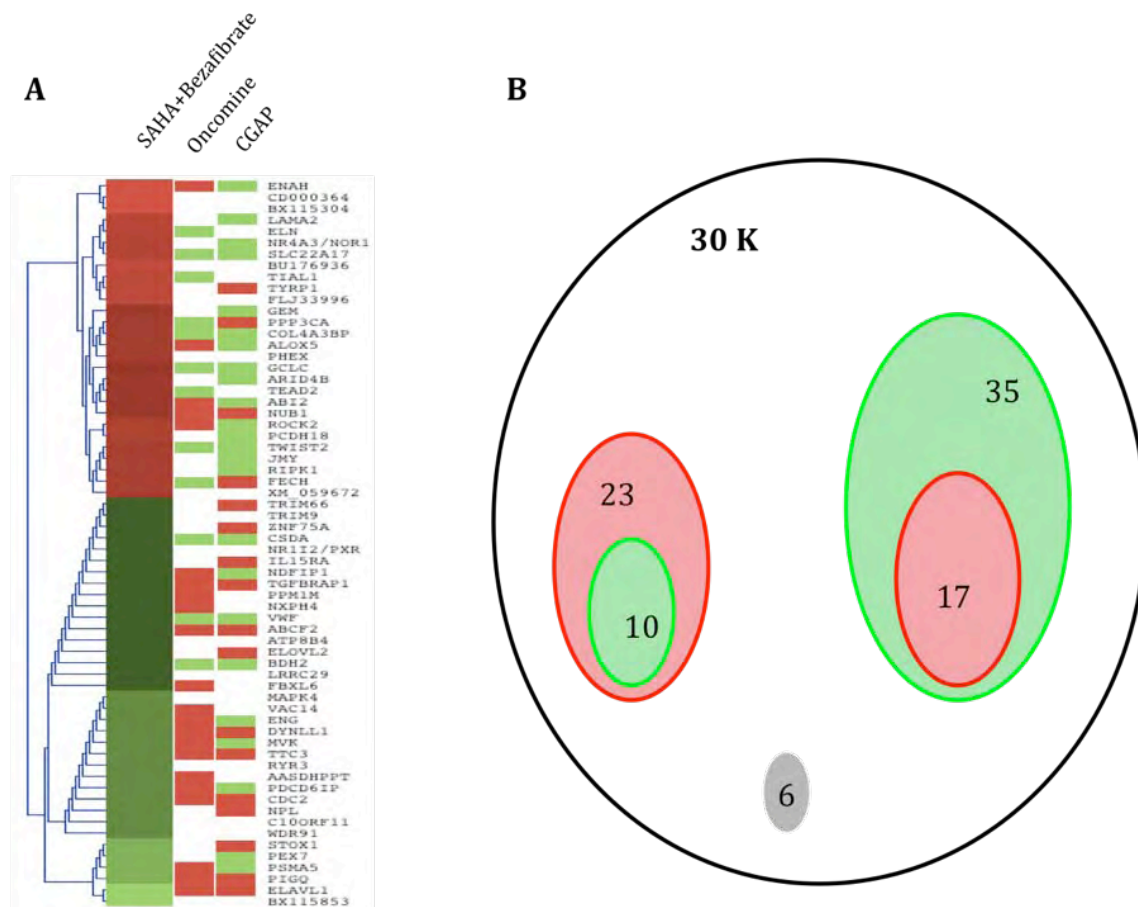 A
SAHA+Bezafibrate
Oncomine
CGAP
ENAH
CD000364
BX115304
LAMA2
ELN
NR4A3/NOR1
SLC22A17
BU176936
TIAL1
TYRP1
FLJ33996
GEM
PPP3CA
COL4A3BP
ALOX5
PHEX
GCLC
ARID4B
TEAD2
ABI2
NUB1
ROCK2
PCDH18
TWIST2
JMY
RIPK1
FECH
XM_059672
TRIM66
TRIM9
ZNF75A
CSDA
NR1I2/PXR
IL15RA
NDFIP1
TGFBRAP1
PPM1M
NXPH4
VWF
ABCF2
ATP8B4
ELOVL2
BDH2
LRRC29
FBXL6
MAPK4
VAC14
ENG
DYNLL1
MVK
TTC3
RYR3
AASDHPPT
PDCD6IP
CDC2
NPL
C10ORF11
WDR91
STOX1
PEX7
PSMA5
PIGQ
ELAVL1
BX115853
B
30 K
35
23
17
10
6